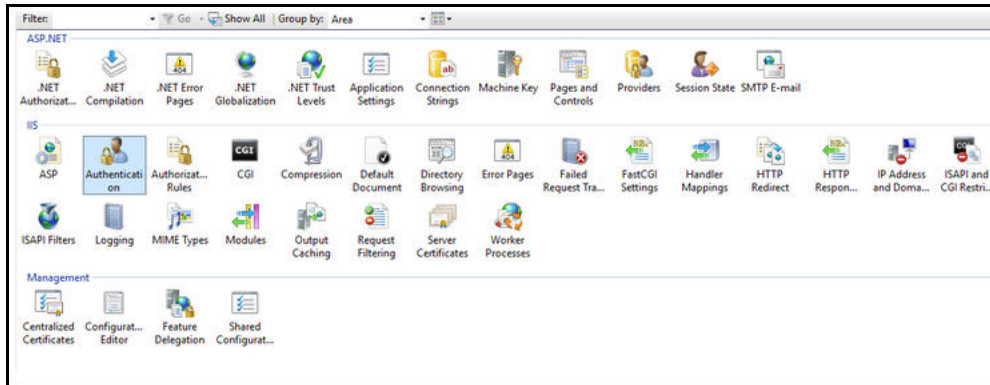 Filter: Go Show All Group by: Area
ASP.NET
.NET .NET .NET Error .NET .NET Trust Application Connection Machine Key Pages and Providers Session State SMTP E-mail
Authorizat... Compilation Pages Globalization Levels Settings Strings Controls
IIS
ASP Authenticati Authorizat... CGI Compression Default Directory Error Pages Failed FastCGI Handler HTTP HTTP IP Address ISAPI and
on Rules Document Browsing Request Tra... Settings Mappings Redirect Respon... and Doma... CGI Restri...
ISAPI Filters Logging MIME Types Modules Output Request Server Worker
Caching Filtering Certificates Processes
Management
Centralized Configurat... Feature Shared
Certificates Editor Delegation Configurat...